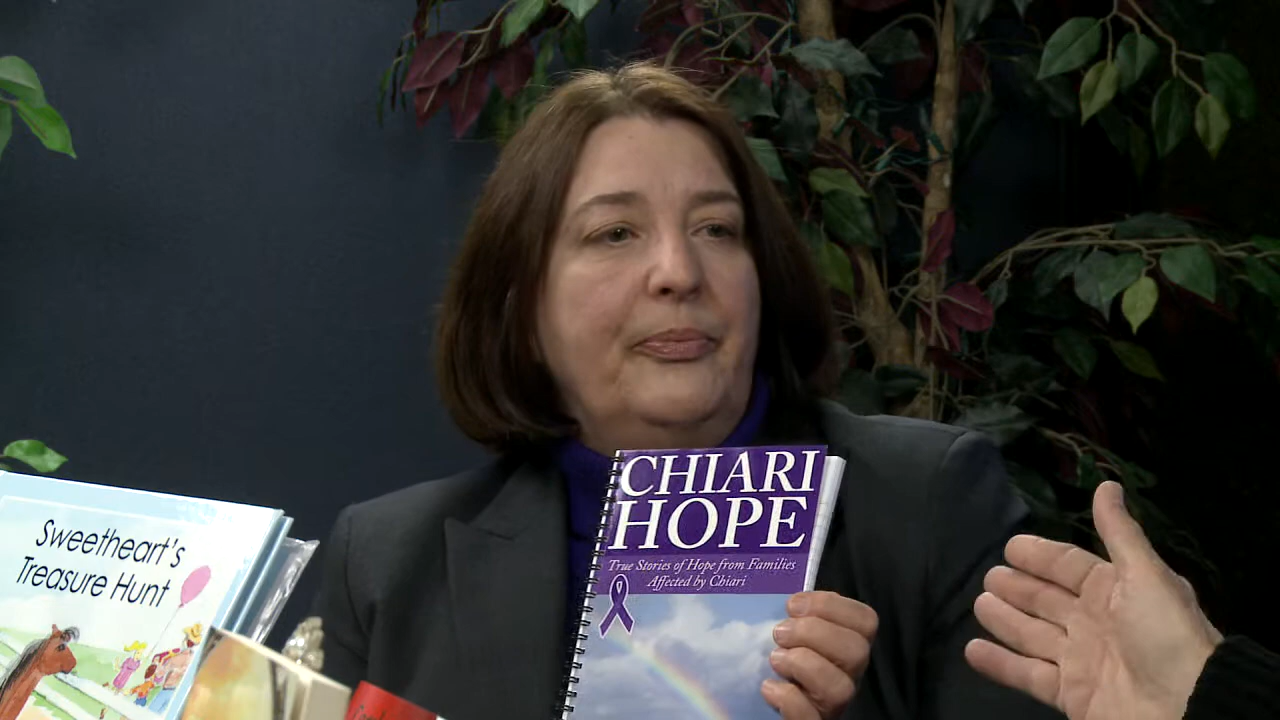 CHIARI
HOPE
True Stories of Hope from Families
Affected by Chiari
Sweetheart's
Treasure Hunt